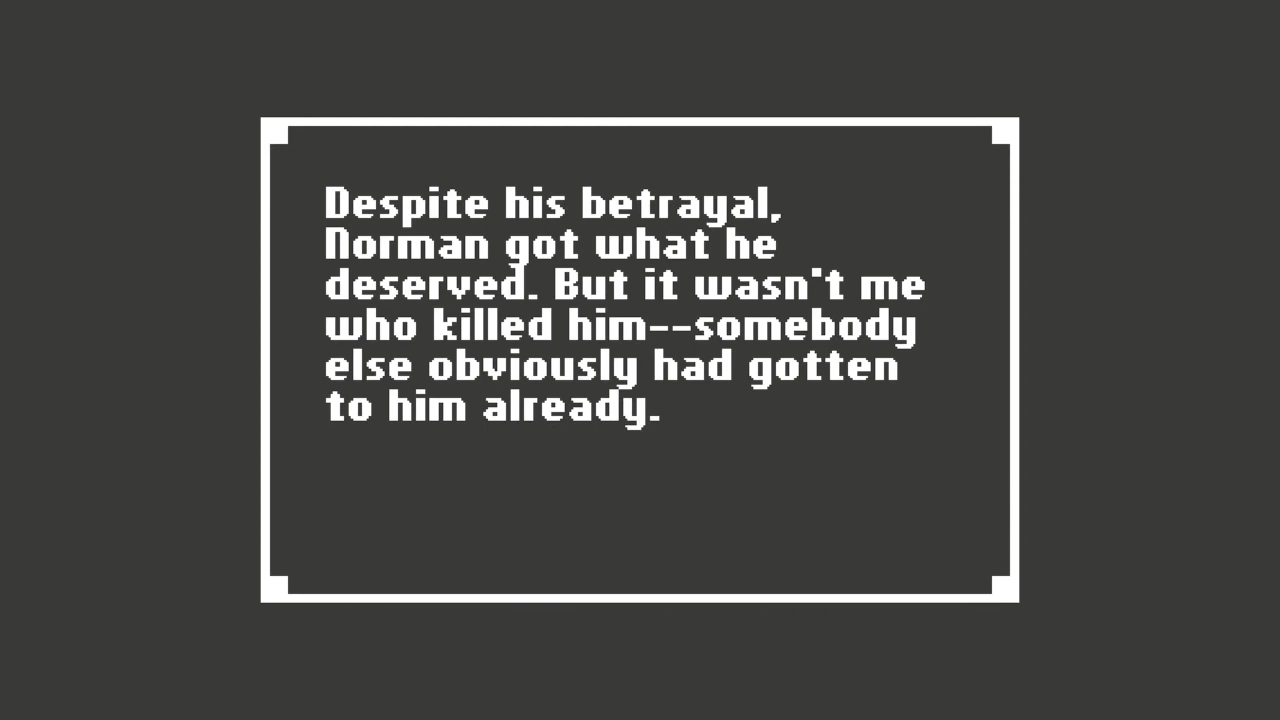 Despite his betrayal,
Norman got what he
deserved. But it wasn't me
who killed him--somebody
else obviously had gotten
to him already.